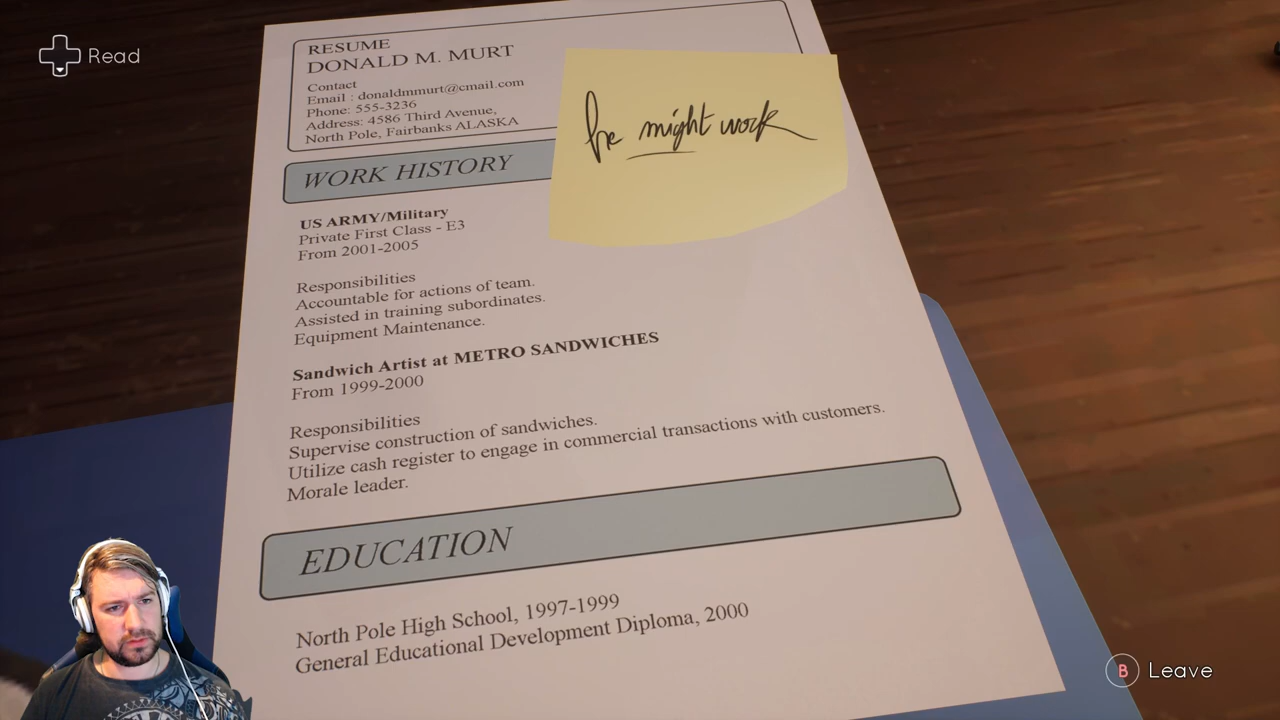 Read
RESUME
DONALD M. MURT
Contact
Email : donaldmmurt@cmail.com
Phone: 555-3236
Address: 4586 Third Avenue,
North Pole, Fairbanks ALASKA
he might work
WORK HISTORY
US ARMY/Military
Private First Class - E3
From 2001-2005
Responsibilities
Accountable for actions of team.
Assisted in training subordinates.
Equipment Maintenance.
Sandwich Artist at METRO SANDWICHES
From 1999-2000
Responsibilities
Supervise construction of sandwiches.
Utilize cash register to engage in commercial transactions with customers.
Morale leader.
EDUCATION
North Pole High School, 1997-1999
General Educational Development Diploma, 2000
B Leave